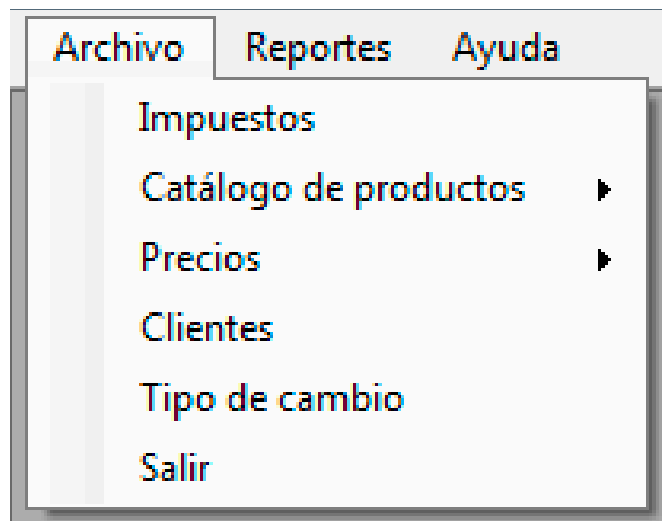 Archivo Reportes Ayuda
Impuestos
Catálogo de productos
Precios
Clientes
Tipo de cambio
Salir